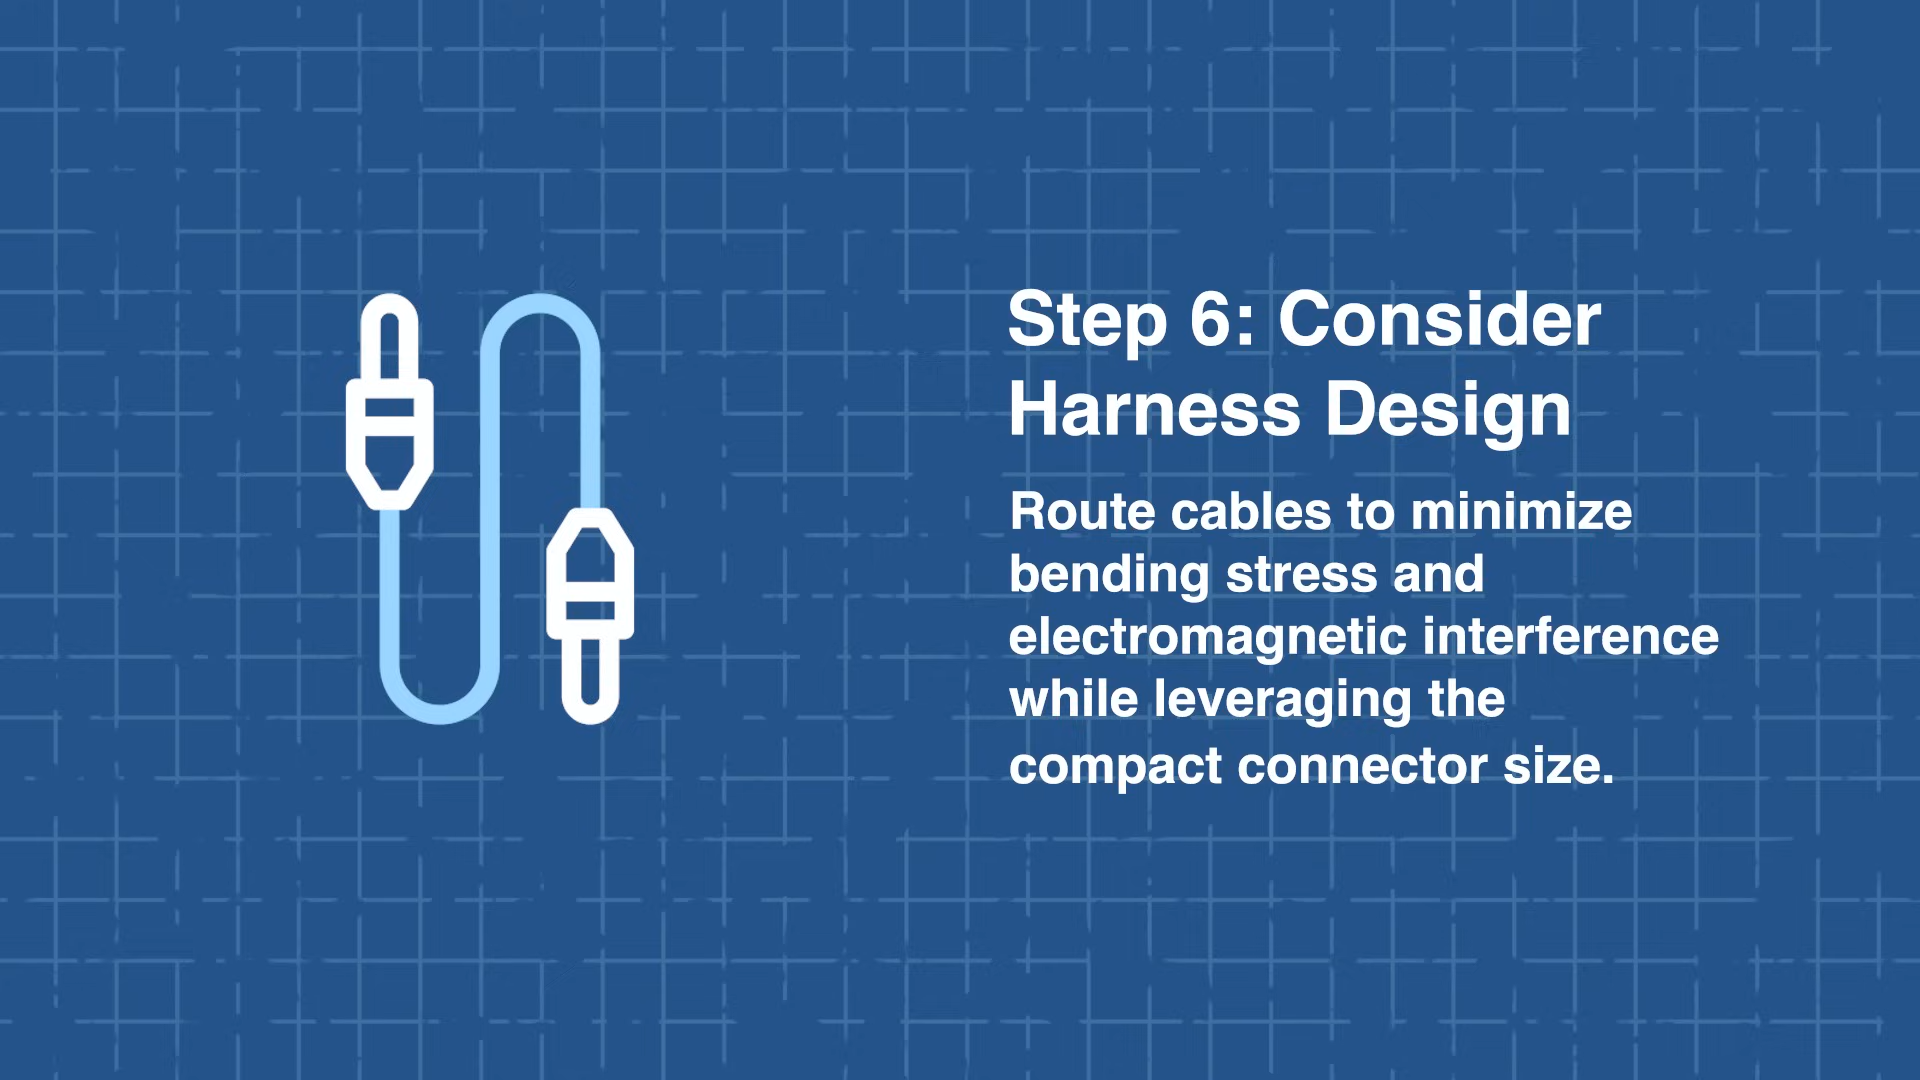 Step 6: Consider
Harness Design
Route cables to minimize
bending stress and
electromagnetic interference
while leveraging the
compact connector size.